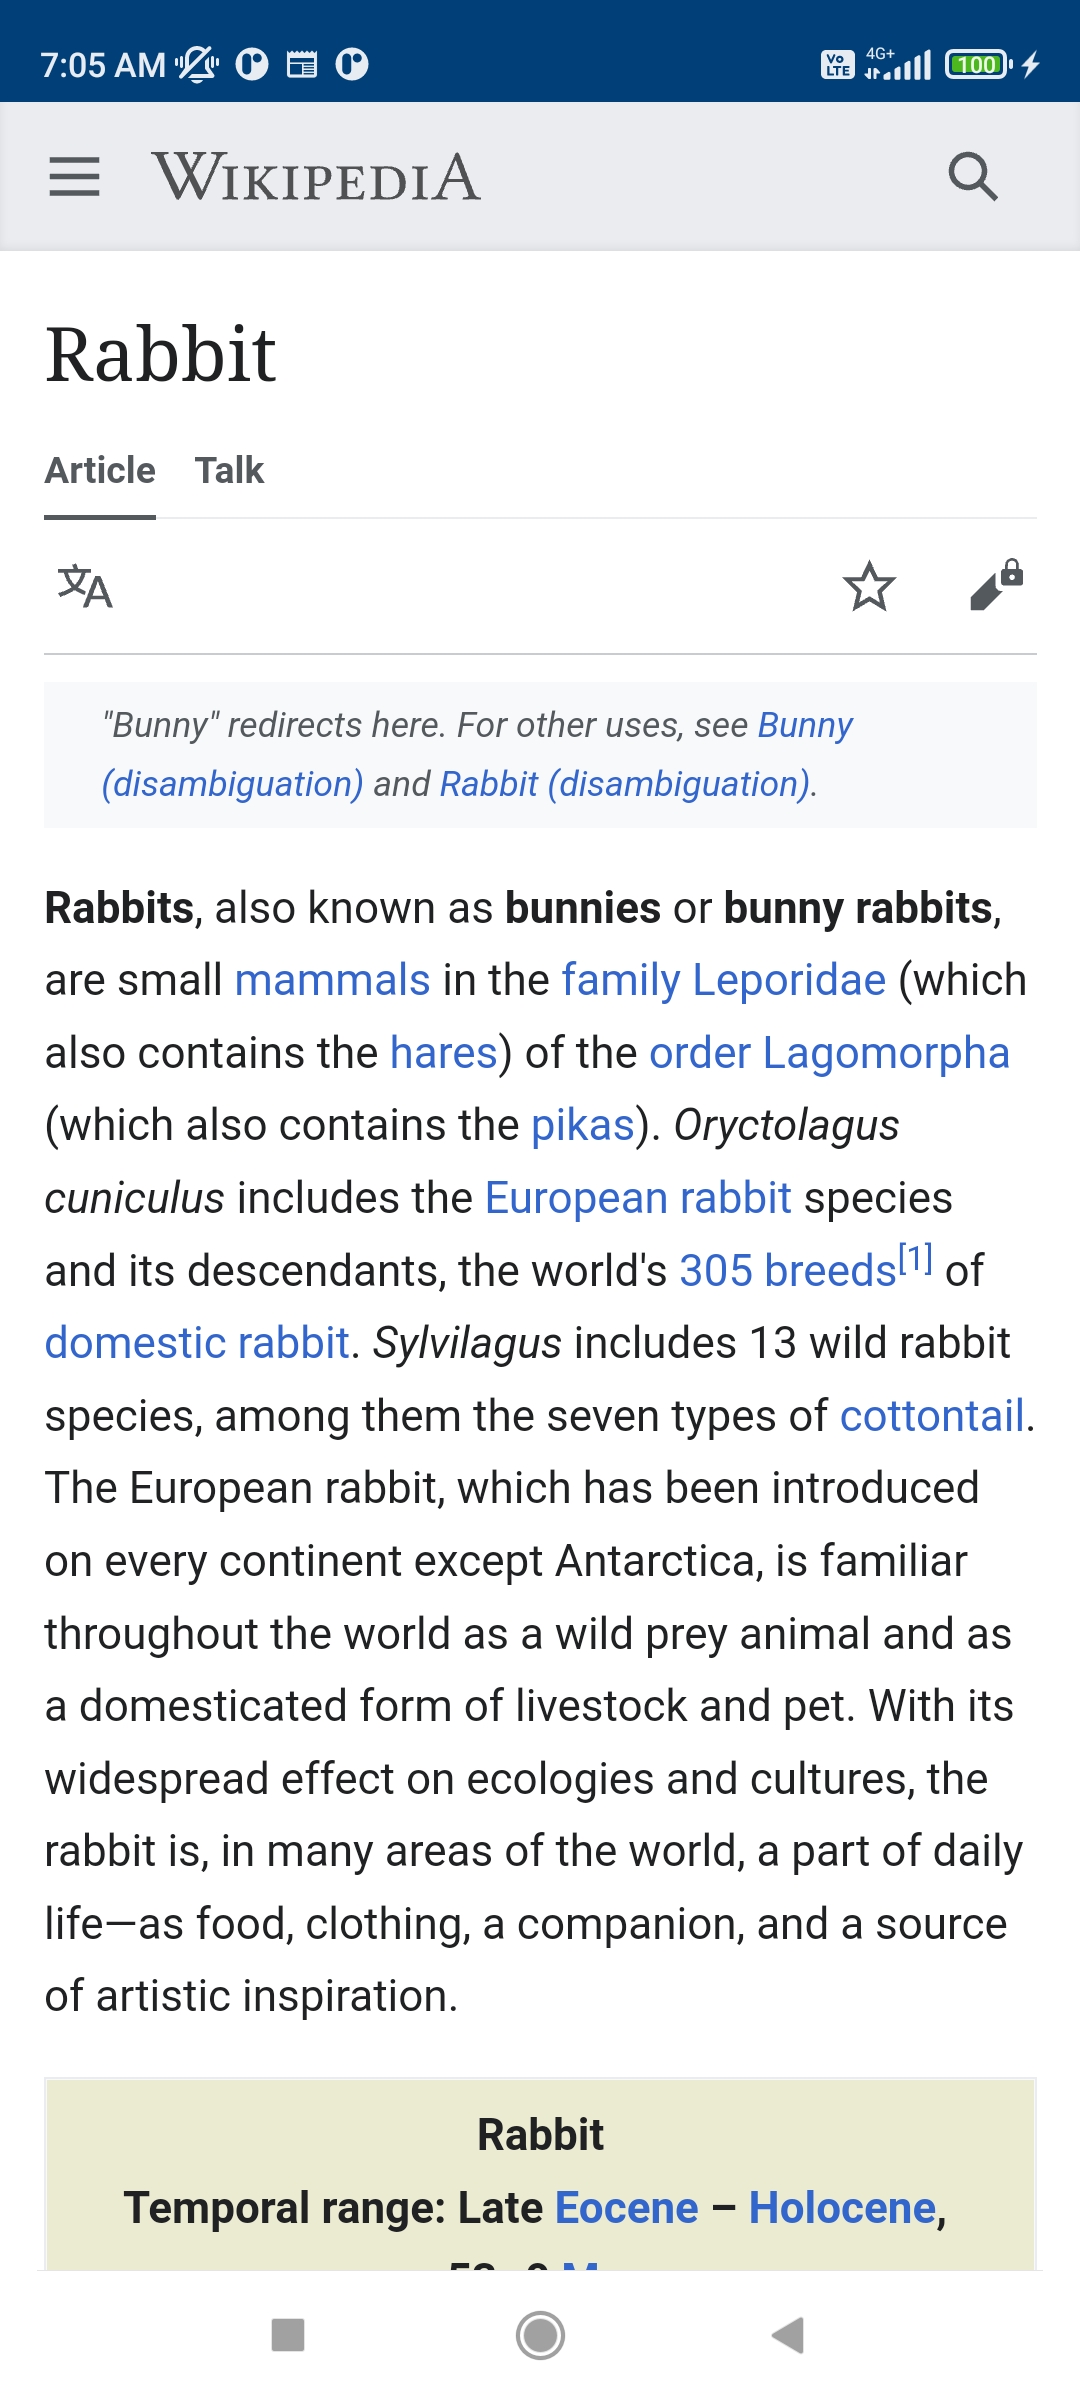 7:05 AM
Vo LTE 4G+ 100
WIKIPEDIA
Rabbit
Article Talk
文A
"Bunny" redirects here. For other uses, see Bunny
(disambiguation) and Rabbit (disambiguation).
Rabbits, also known as bunnies or bunny rabbits,
are small mammals in the family Leporidae (which
also contains the hares) of the order Lagomorpha
(which also contains the pikas). Oryctolagus
cuniculus includes the European rabbit species
and its descendants, the world's 305 breeds[1] of
domestic rabbit. Sylvilagus includes 13 wild rabbit
species, among them the seven types of cottontail.
The European rabbit, which has been introduced
on every continent except Antarctica, is familiar
throughout the world as a wild prey animal and as
a domesticated form of livestock and pet. With its
widespread effect on ecologies and cultures, the
rabbit is, in many areas of the world, a part of daily
life—as food, clothing, a companion, and a source
of artistic inspiration.
Rabbit
Temporal range: Late Eocene – Holocene,